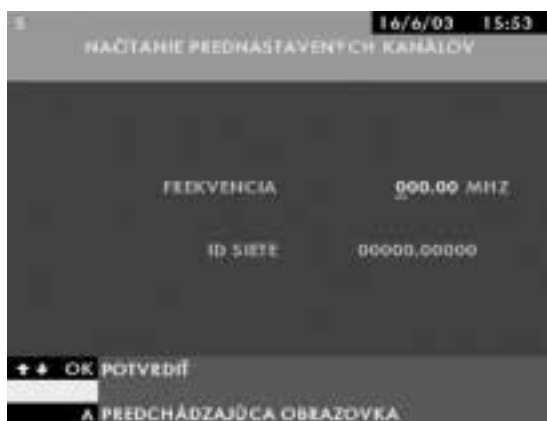 16/6/03 15:53
NAČÍTANIE PREDNASTAVENÝCH KANÁLOV
FREKVENCIA 000.00 MHZ
ID SIETE 00000.00000
OK POTVRDIŤ
A PREDCHÁDZAJÚCA OBRAZOVKA